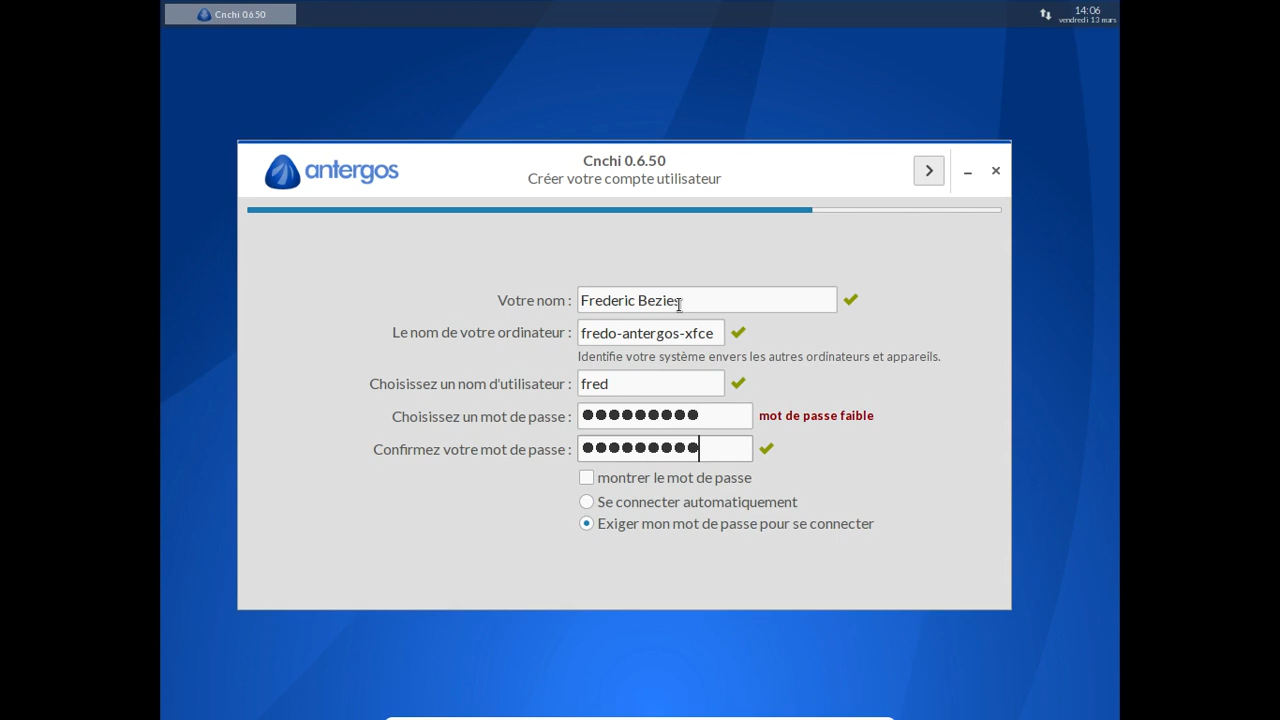 Cnchi 0.6.50
14:06
vendredi 13 mars
antergos
Cnchi 0.6.50
Créer votre compte utilisateur
Votre nom : Frederic Bezies
Le nom de votre ordinateur : fredo-antergos-xfce
Identifie votre système envers les autres ordinateurs et appareils.
Choisissez un nom d'utilisateur : fred
Choisissez un mot de passe : ●●●●●●●●● mot de passe faible
Confirmez votre mot de passe : ●●●●●●●●●
montrer le mot de passe
Se connecter automatiquement
Exiger mon mot de passe pour se connecter